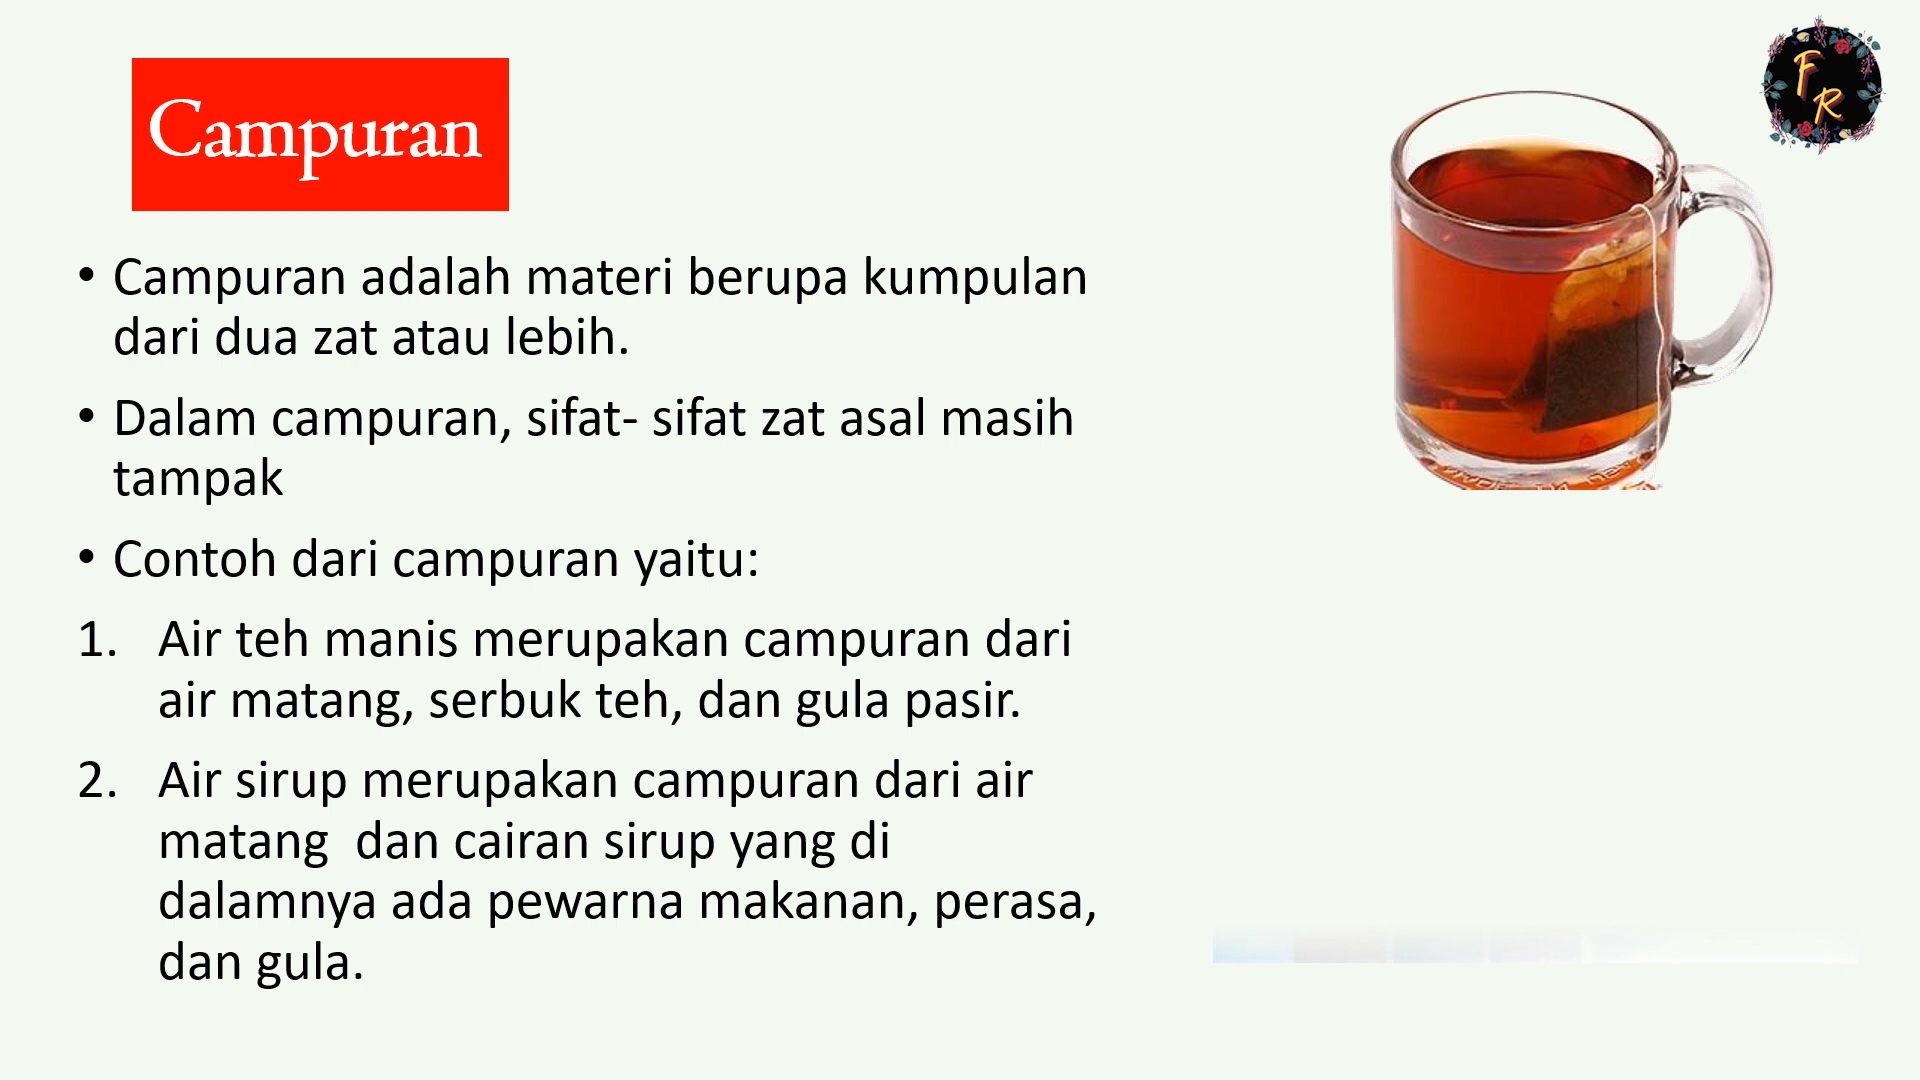 Campuran
F
R
• Campuran adalah materi berupa kumpulan
dari dua zat atau lebih.
• Dalam campuran, sifat- sifat zat asal masih
tampak
• Contoh dari campuran yaitu:
1. Air teh manis merupakan campuran dari
air matang, serbuk teh, dan gula pasir.
2. Air sirup merupakan campuran dari air
matang  dan cairan sirup yang di
dalamnya ada pewarna makanan, perasa,
dan gula.